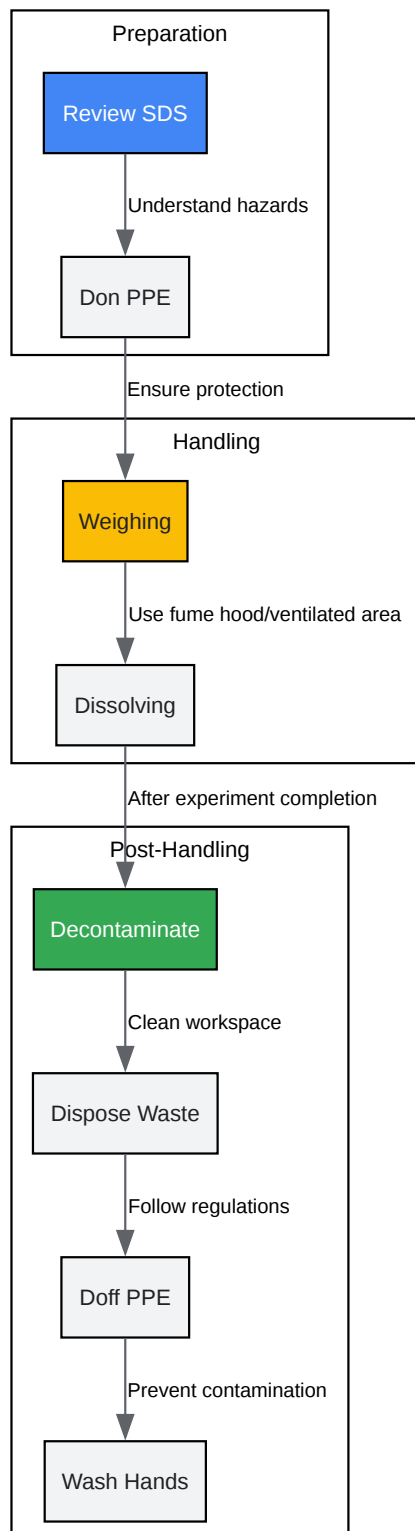 Preparation
Review SDS
Understand hazards
Don PPE
Ensure protection
Handling
Weighing
Use fume hood/ventilated area
Dissolving
After experiment completion
Post-Handling
Decontaminate
Clean workspace
Dispose Waste
Follow regulations
Doff PPE
Prevent contamination
Wash Hands